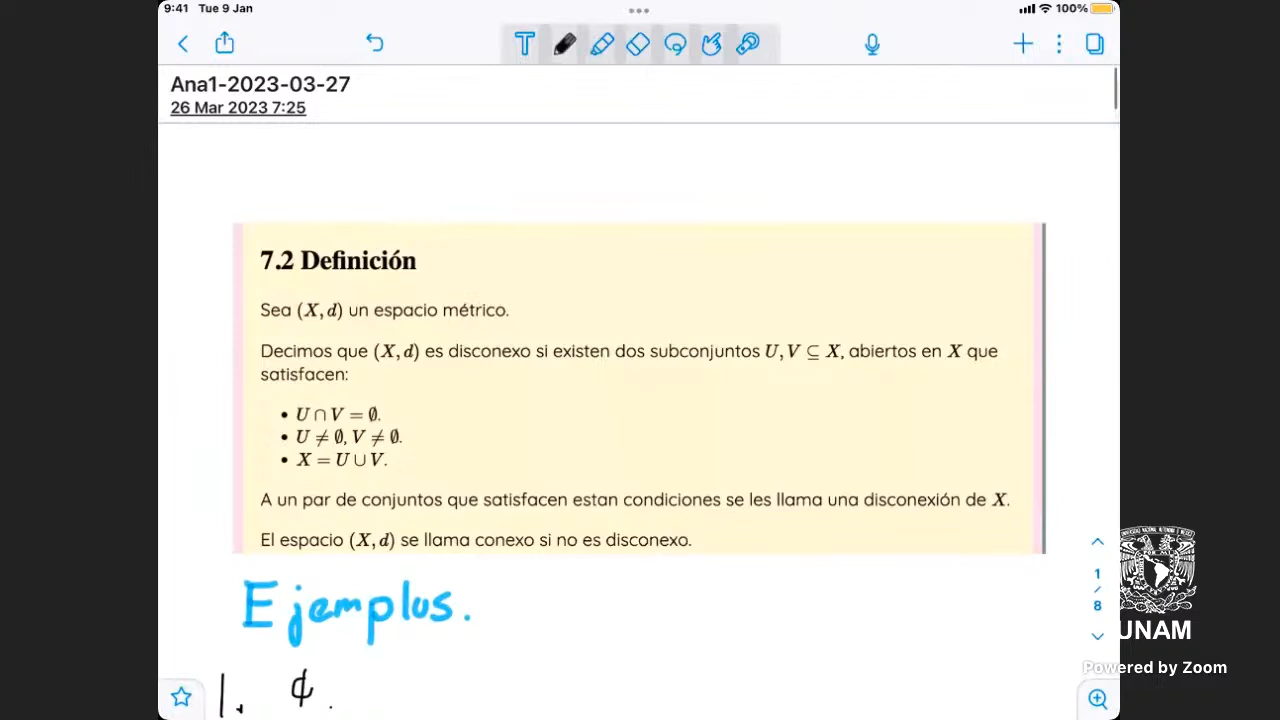 9:41 Tue 9 Jan
100%
T
Ana1-2023-03-27
26 Mar 2023 7:25
7.2 Definición
Sea (X, d) un espacio métrico.
Decimos que (X, d) es disconexo si existen dos subconjuntos U, V ⊆ X, abiertos en X que
satisfacen:
• U ∩ V = ∅.
• U ≠ ∅, V ≠ ∅.
• X = U ∪ V.
A un par de conjuntos que satisfacen estan condiciones se les llama una disconexión de X.
El espacio (X, d) se llama conexo si no es disconexo.
Ejemplos.
1. ϕ.
1
/
8
UNAM
Powered by Zoom